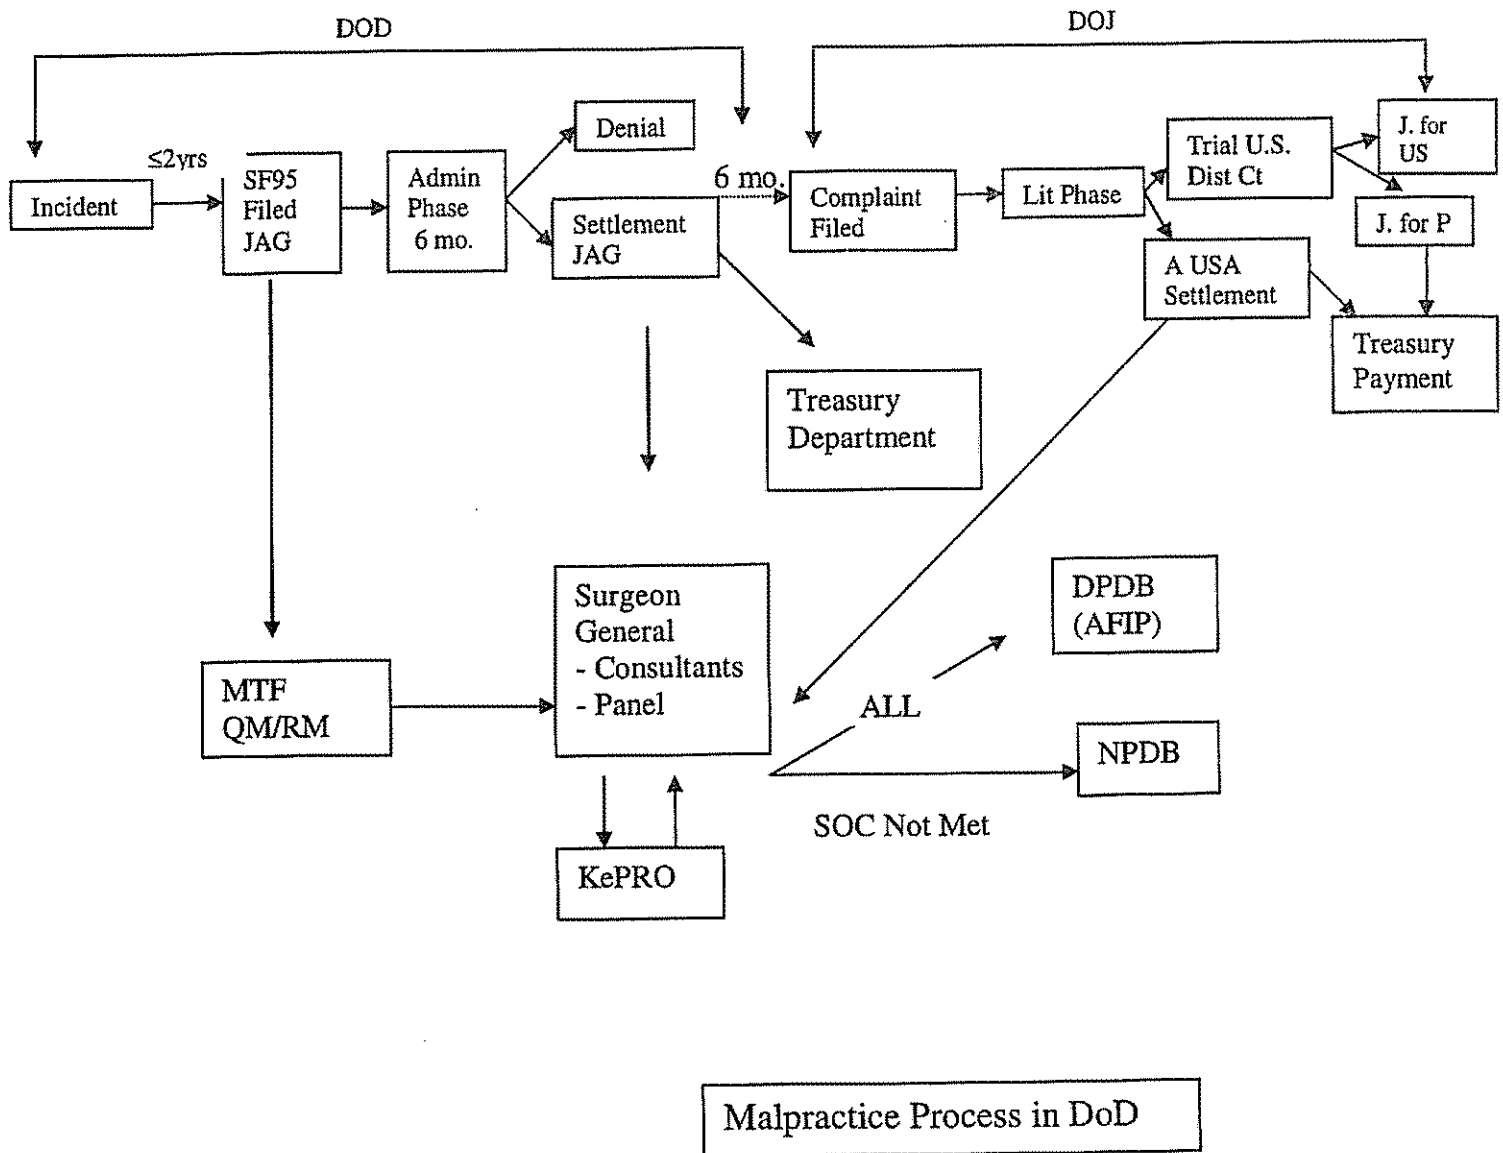 DOD
DOJ
Incident
≤2yrs
SF95
Filed
JAG
Admin
Phase
6 mo.
Denial
Settlement
JAG
6 mo.
Complaint
Filed
Lit Phase
Trial U.S.
Dist Ct
J. for
US
J. for P
A USA
Settlement
Treasury
Payment
Treasury
Department
MTF
QM/RM
Surgeon
General
- Consultants
- Panel
KePRO
ALL
DPDB
(AFIP)
NPDB
SOC Not Met
Malpractice Process in DoD